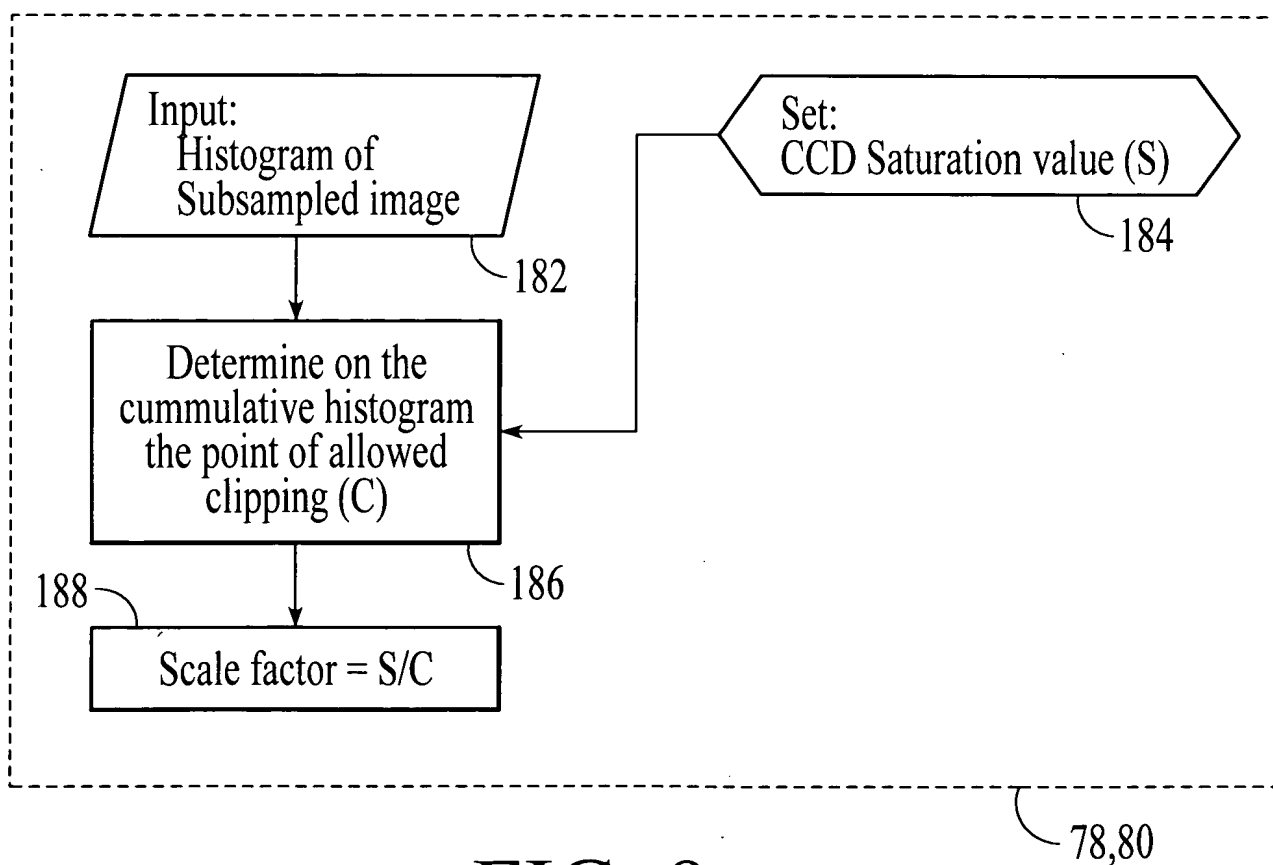 Input:
Histogram of
Subsampled image
182
Set:
CCD Saturation value (S)
184
Determine on the
cummulative histogram
the point of allowed
clipping (C)
186
188
Scale factor = S/C
78,80